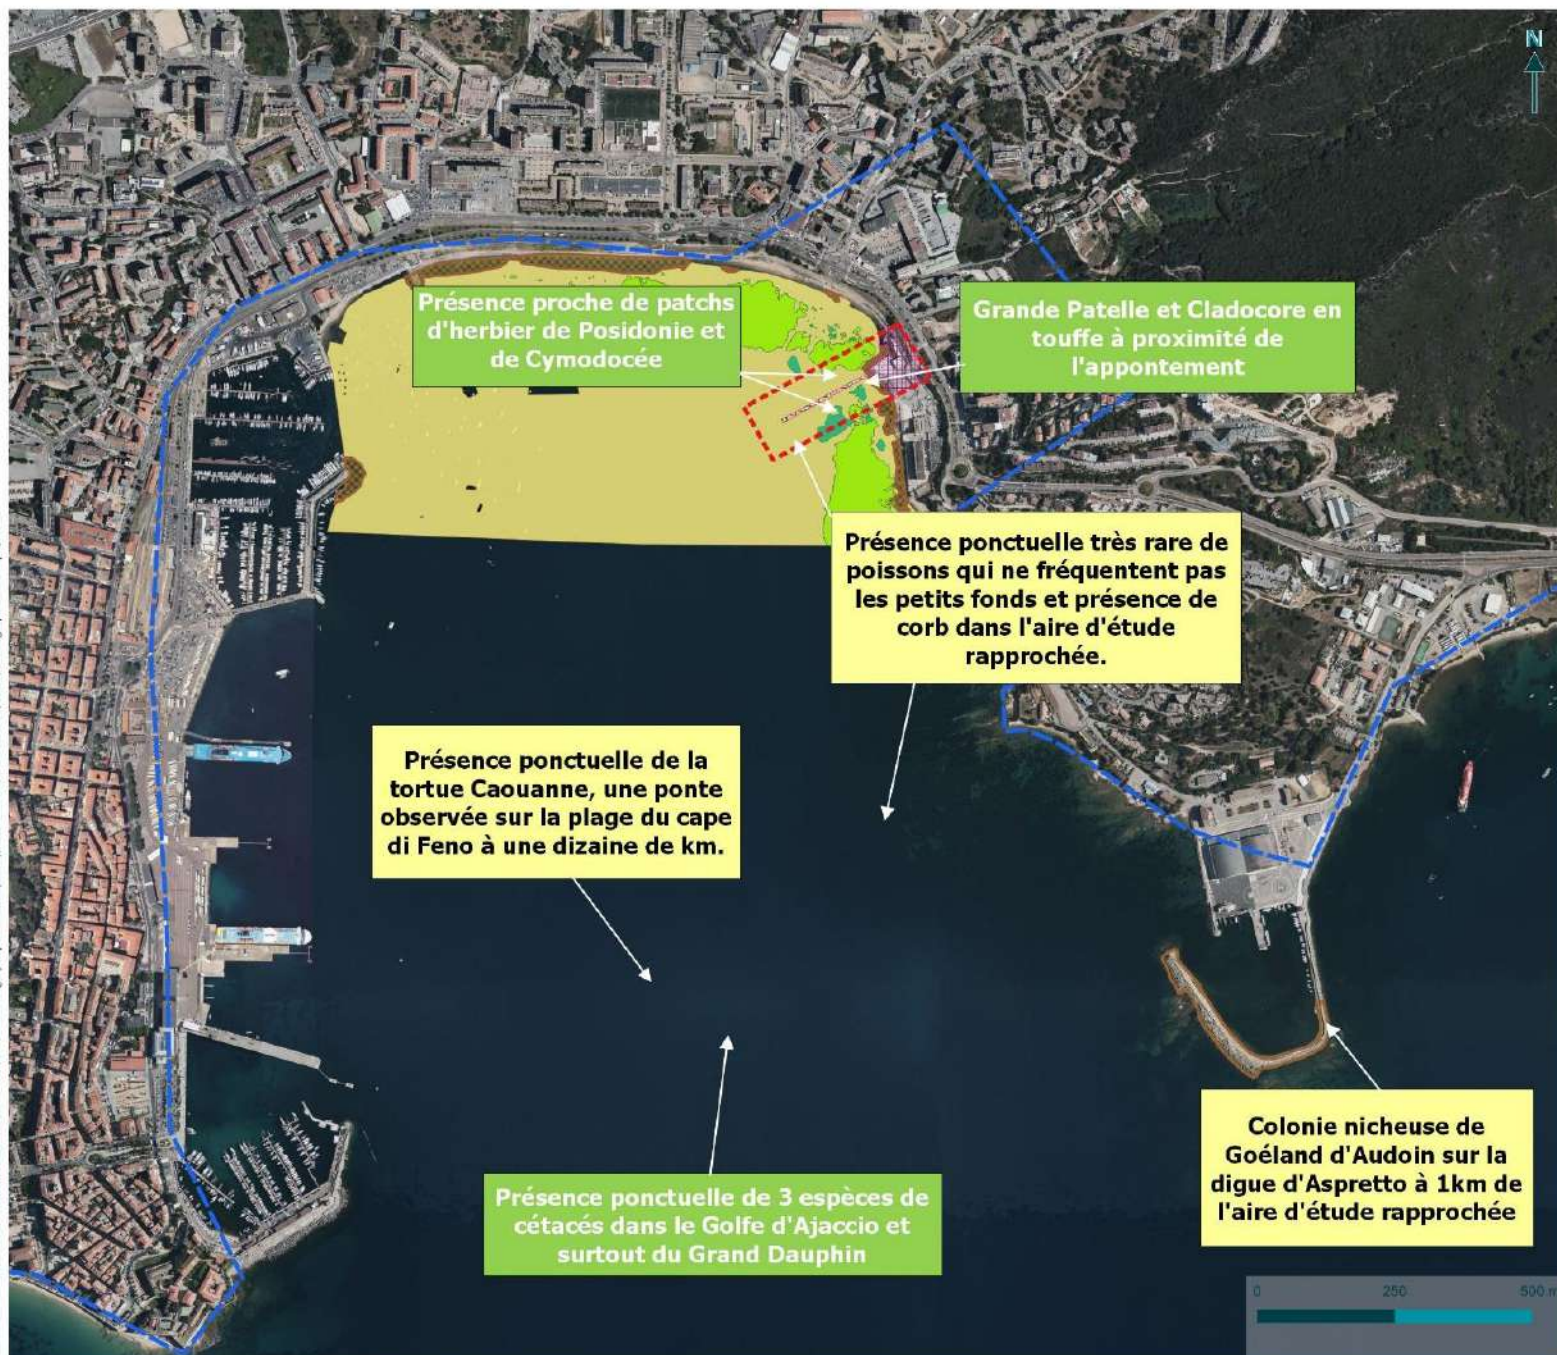 N
Présence proche de patchs
d'herbier de Posidonie et
de Cymodocée
Grande Patelle et Cladocore en
touffe à proximité de
l'appontement
Présence ponctuelle très rare de
poissons qui ne fréquentent pas
les petits fonds et présence de
corb dans l'aire d'étude
rapprochée.
Présence ponctuelle de la
tortue Caouanne, une ponte
observée sur la plage du cape
di Feno à une dizaine de km.
Colonie nicheuse de
Goéland d'Audoin sur la
digue d'Aspretto à 1km de
l'aire d'étude rapprochée
Présence ponctuelle de 3 espèces de
cétacés dans le Golfe d'Ajaccio et
surtout du Grand Dauphin
0 250 500 m